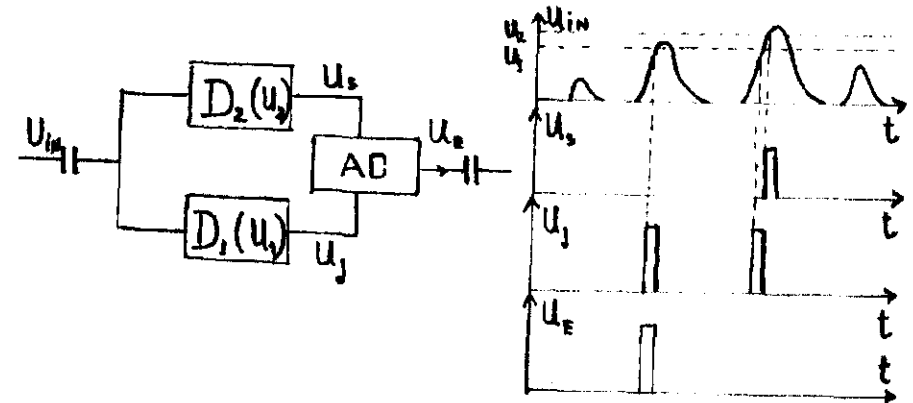 U_IN
D₂(U₂)
U_s
AC
U_E
D₁(U₁)
U_j
U_IN
U₂
U₁
t
U_s
t
U_j
t
U_E
t